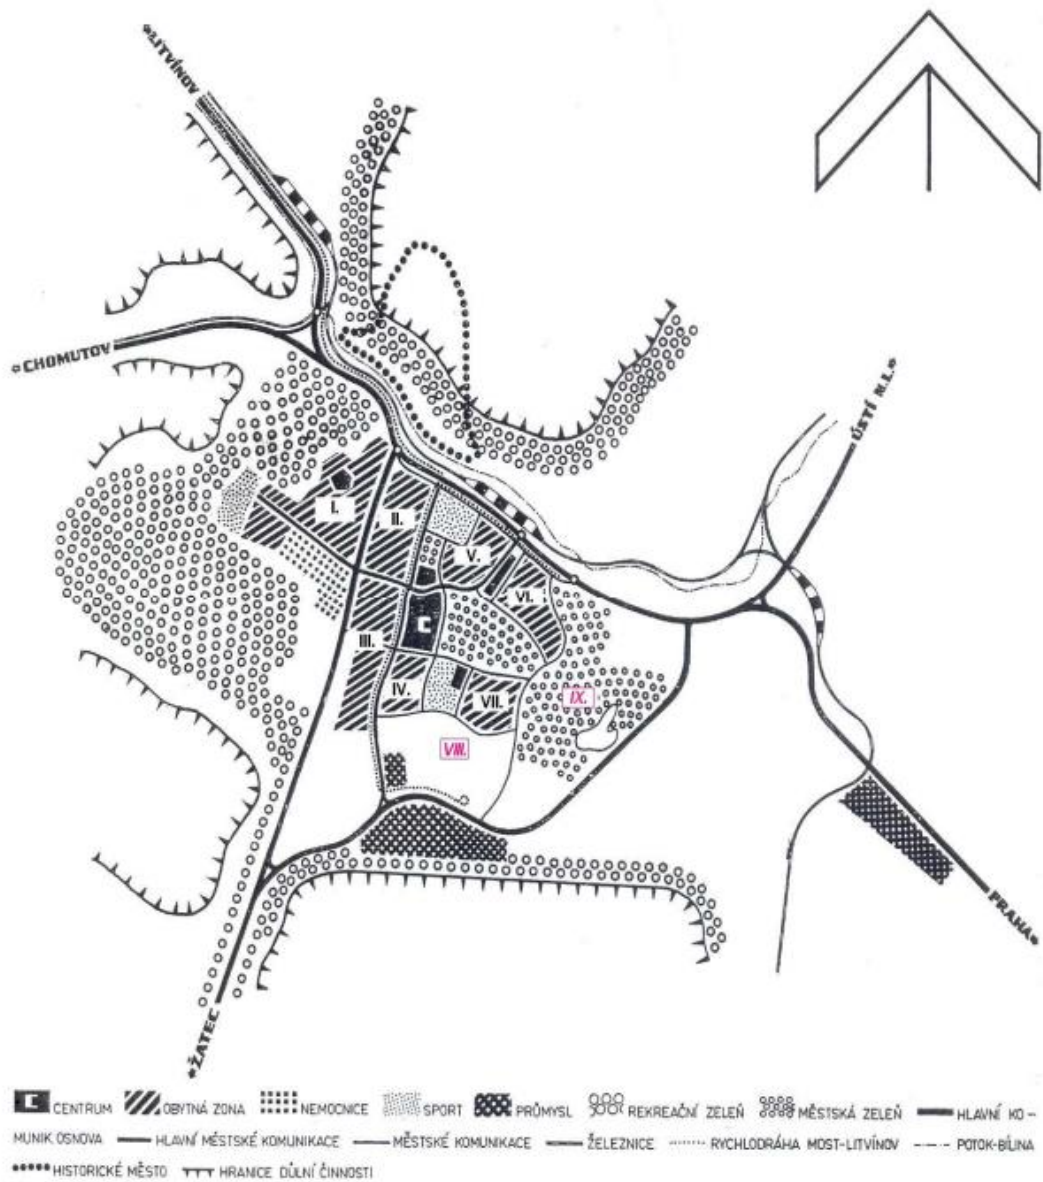 LITVÍNOV
CHOMUTOV
ÚSTÍ N.L.
I.
II.
V.
VI.
C
III.
IV.
VII.
IX.
VIII.
PRAHA
ŽATEC
C CENTRUM OBYTNÁ ZONA NEMOCNICE SPORT PRŮMYSL REKREAČNÍ ZELEŇ MĚSTSKÁ ZELEŇ HLAVNÍ KO-
MUNIK. OSNOVA HLAVNÍ MĚSTSKÉ KOMUNIKACE MĚSTSKÉ KOMUNIKACE ŽELEZNICE RYCHLODRÁHA MOST-LITVÍNOV POTOK-BÍLINA
HISTORICKÉ MĚSTO HRANICE DŮLNÍ ČINNOSTI